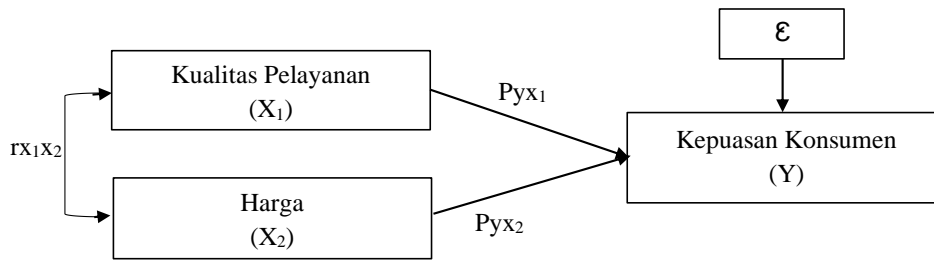 ε
Kualitas Pelayanan
(X₁)
Pyx₁
rx₁x₂
Kepuasan Konsumen
(Y)
Harga
(X₂)
Pyx₂